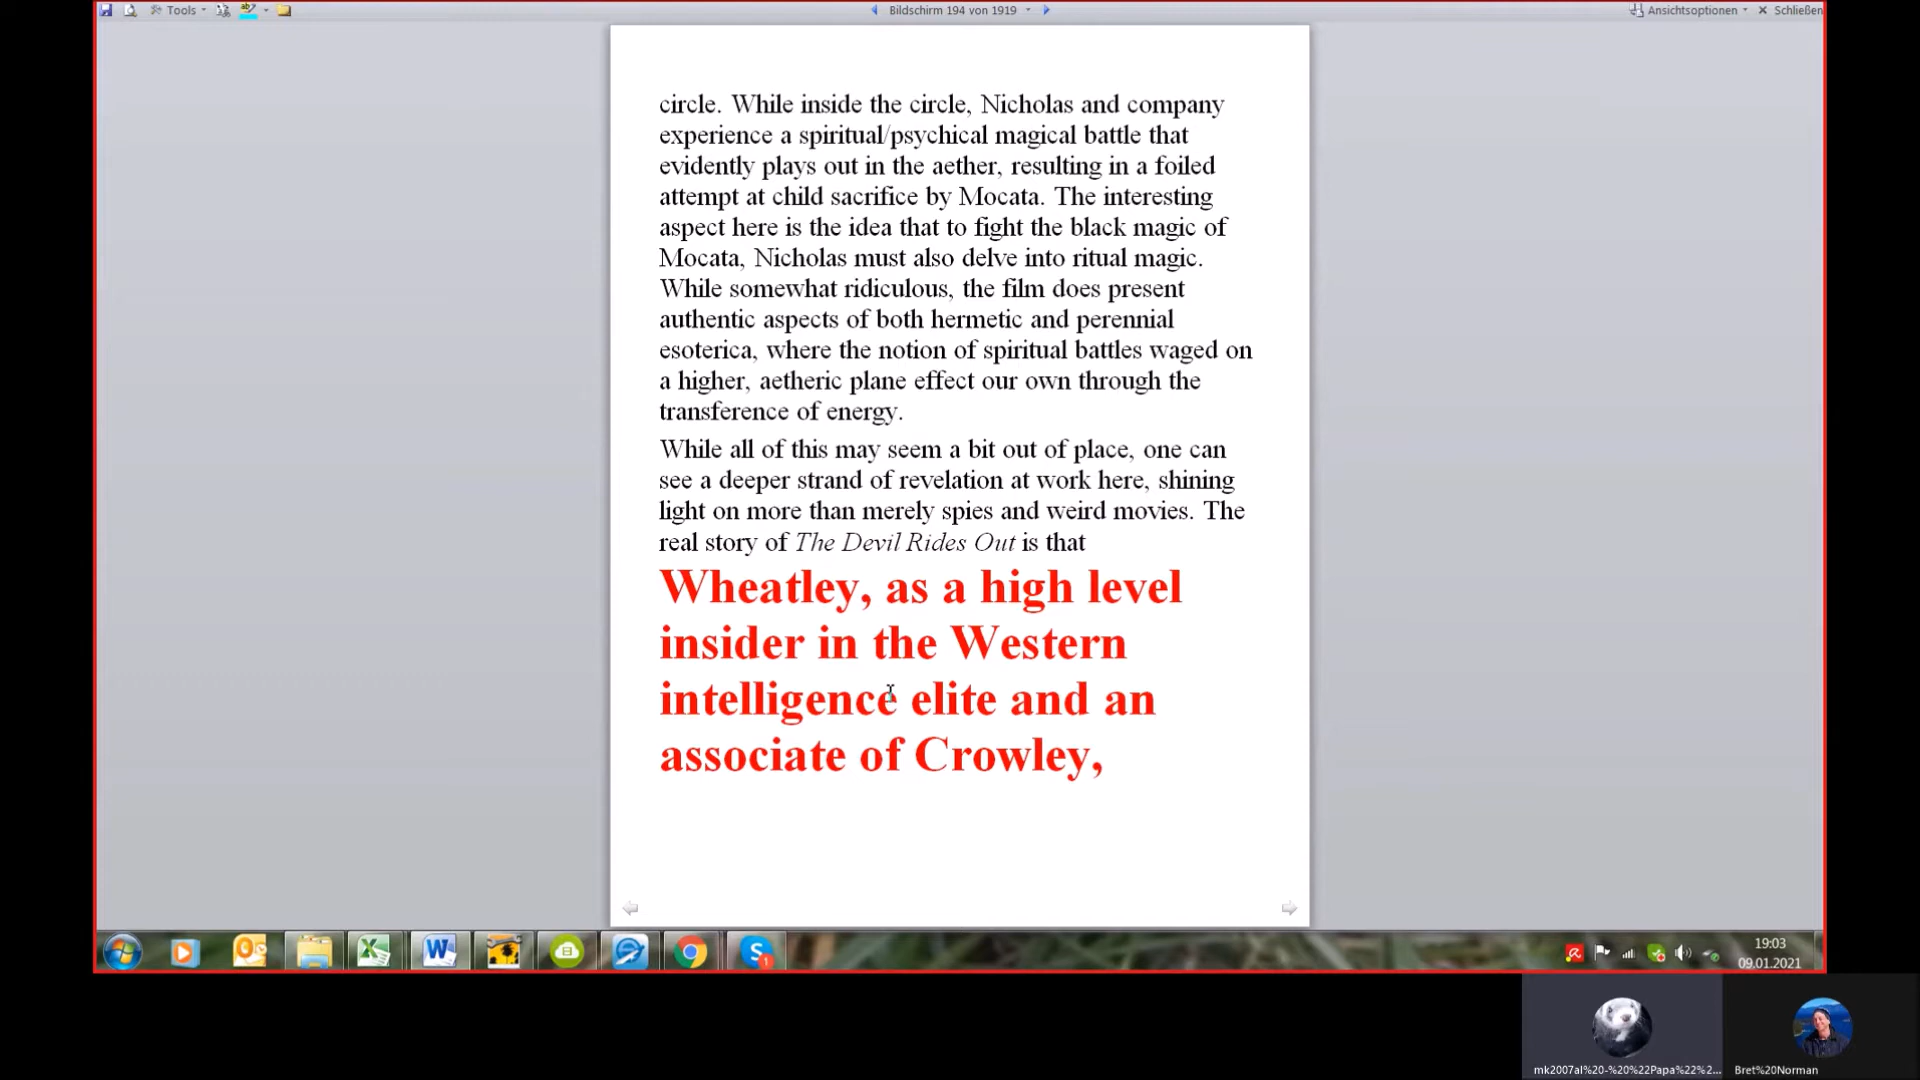 Tools
Bildschirm 194 von 1919
Ansichtsoptionen
Schließen
circle. While inside the circle, Nicholas and company
experience a spiritual/psychical magical battle that
evidently plays out in the aether, resulting in a foiled
attempt at child sacrifice by Mocata. The interesting
aspect here is the idea that to fight the black magic of
Mocata, Nicholas must also delve into ritual magic.
While somewhat ridiculous, the film does present
authentic aspects of both hermetic and perennial
esoterica, where the notion of spiritual battles waged on
a higher, aetheric plane effect our own through the
transference of energy.
While all of this may seem a bit out of place, one can
see a deeper strand of revelation at work here, shining
light on more than merely spies and weird movies. The
real story of The Devil Rides Out is that
Wheatley, as a high level
insider in the Western
intelligence elite and an
associate of Crowley,
19:03
09.01.2021
mk2007al%20-%20%22Papa%22%2...
Bret%20Norman